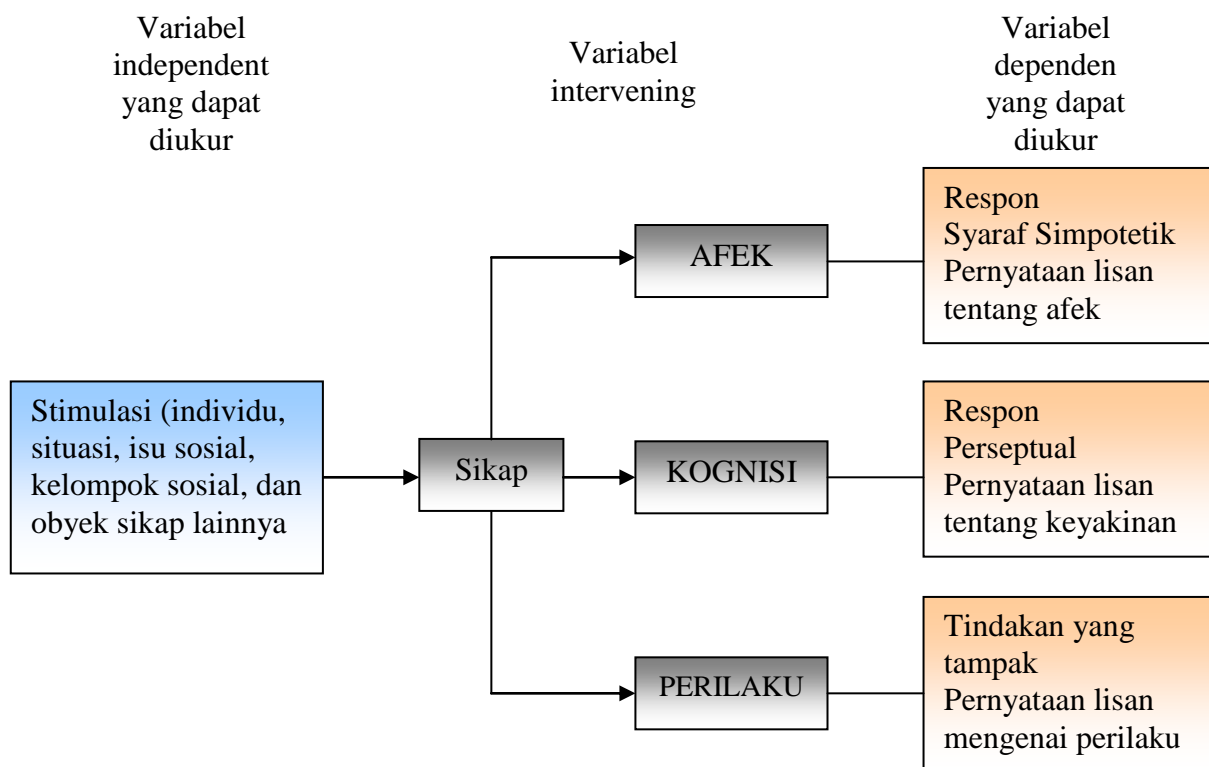 Variabel
independent
yang dapat
diukur
Variabel
intervening
Variabel
dependen
yang dapat
diukur
Stimulasi (individu,
situasi, isu sosial,
kelompok sosial, dan
obyek sikap lainnya
Sikap
AFEK
KOGNISI
PERILAKU
Respon
Syaraf Simpotetik
Pernyataan lisan
tentang afek
Respon
Perseptual
Pernyataan lisan
tentang keyakinan
Tindakan yang
tampak
Pernyataan lisan
mengenai perilaku